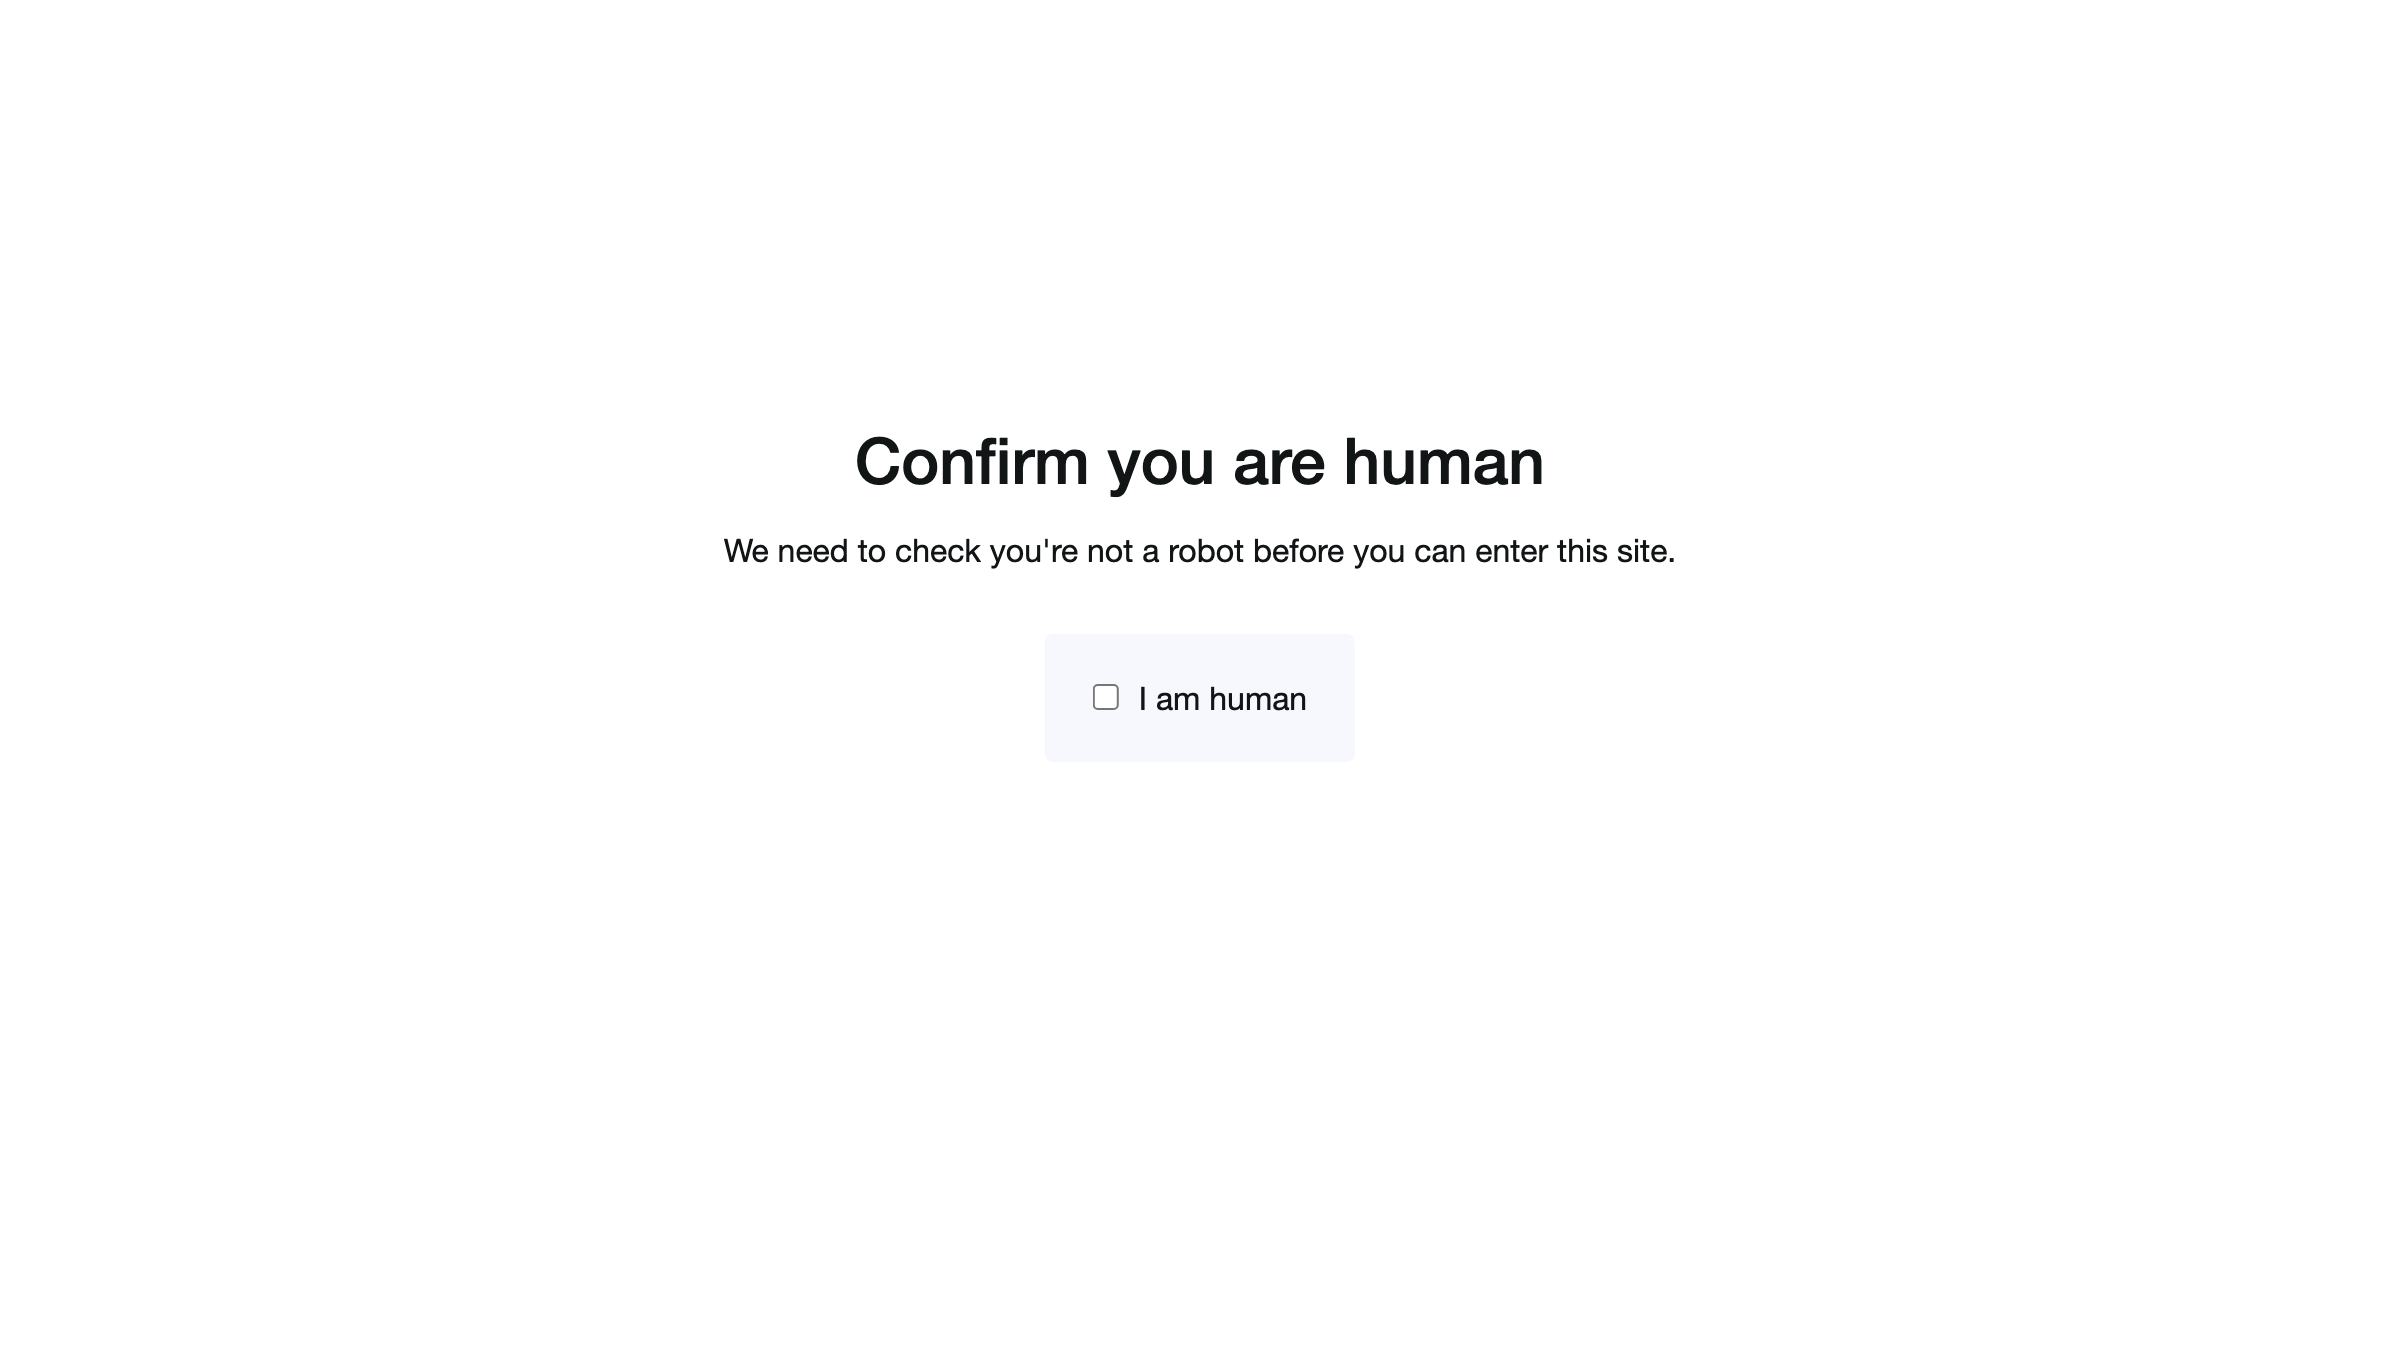 Confirm you are human
We need to check you're not a robot before you can enter this site.
I am human